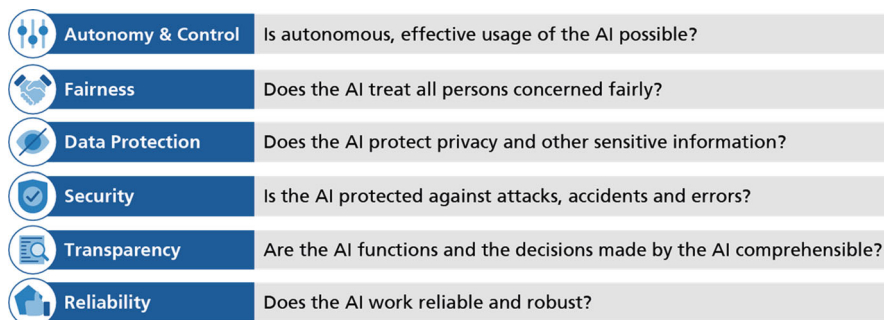 Autonomy & Control Is autonomous, effective usage of the AI possible?
Fairness Does the AI treat all persons concerned fairly?
Data Protection Does the AI protect privacy and other sensitive information?
Security Is the AI protected against attacks, accidents and errors?
Transparency Are the AI functions and the decisions made by the AI comprehensible?
Reliability Does the AI work reliable and robust?